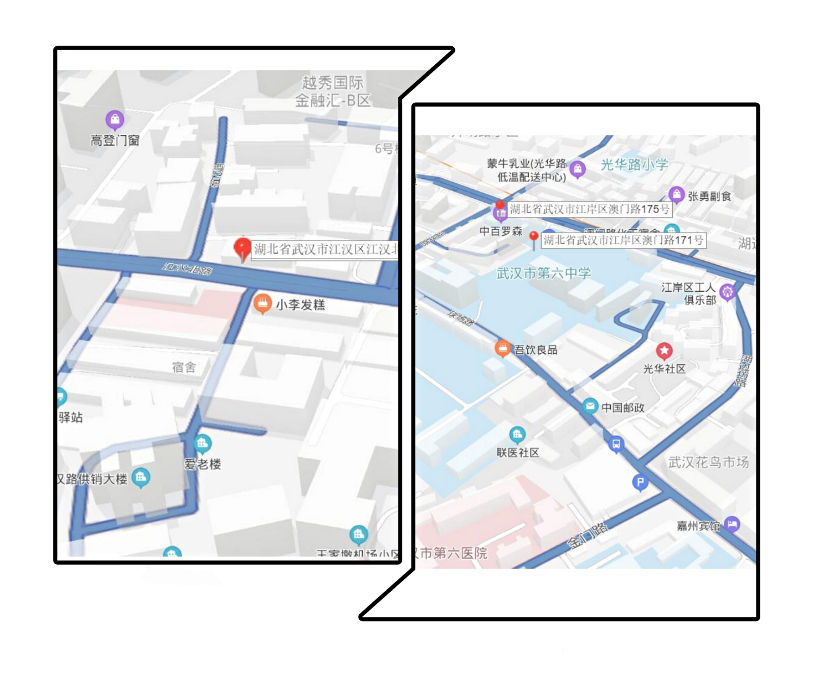 越秀国际
金融汇-B区
高登门窗
湖北省武汉市江汉区江汉北
小李发糕
宿舍
驿站
爱老楼
汉路供销大楼
王家墩机场小区
蒙牛乳业(光华路
低温配送中心)
光华路小学
张勇副食
湖北省武汉市江岸区澳门路175号
中百罗森
湖北省武汉市江岸区澳门路171号
武汉市第六中学
江岸区工人
俱乐部
吾饮良品
光华社区
中国邮政
联医社区
P
武汉花鸟市场
嘉州宾馆
金门路
汉市第六医院